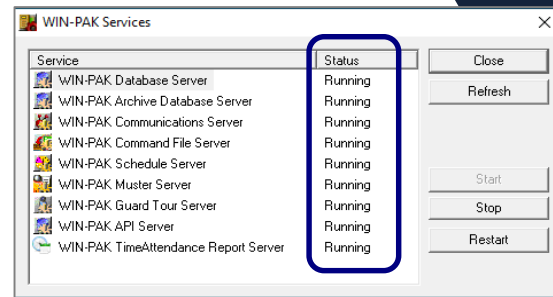 WIN-PAK Services
Service Status
WIN-PAK Database Server Running
WIN-PAK Archive Database Server Running
WIN-PAK Communications Server Running
WIN-PAK Command File Server Running
WIN-PAK Schedule Server Running
WIN-PAK Muster Server Running
WIN-PAK Guard Tour Server Running
WIN-PAK API Server Running
WIN-PAK TimeAttendance Report Server Running
Close
Refresh
Start
Stop
Restart